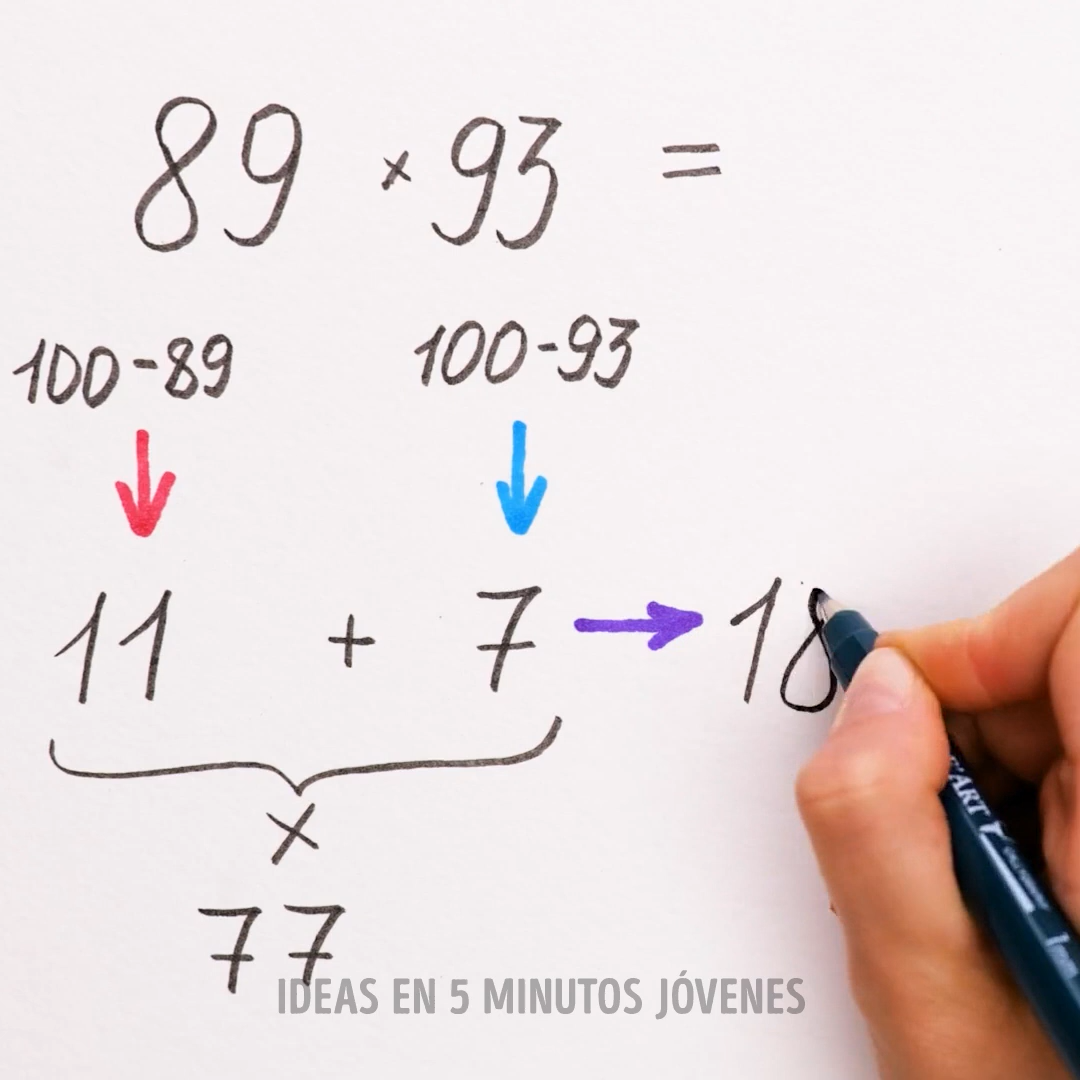 89 × 93 =
100-89 100-93
11 + 7 18
×
77
IDEAS EN 5 MINUTOS JÓVENES